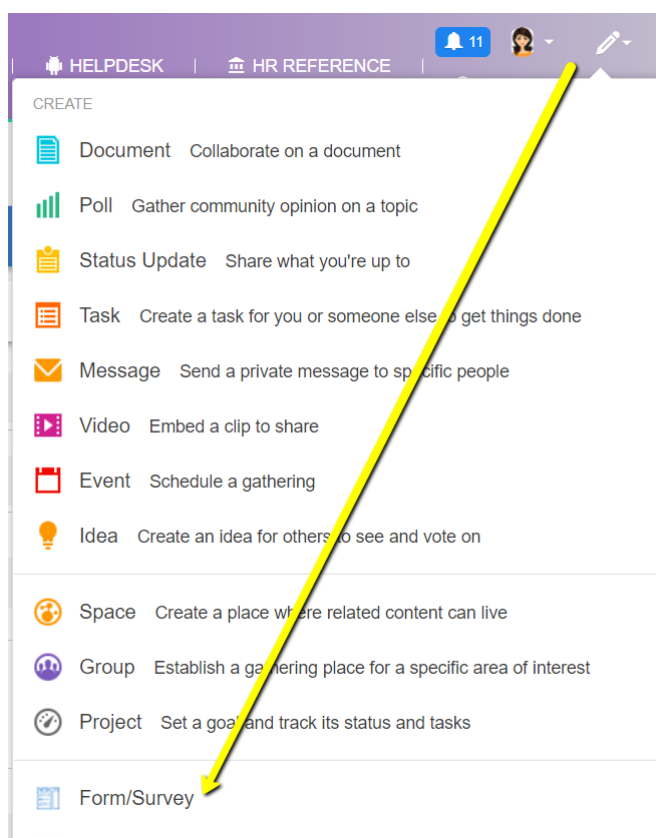 11
HELPDESK | HR REFERENCE |
CREATE
Document Collaborate on a document
Poll Gather community opinion on a topic
Status Update Share what you're up to
Task Create a task for you or someone else to get things done
Message Send a private message to specific people
Video Embed a clip to share
Event Schedule a gathering
Idea Create an idea for others to see and vote on
Space Create a place where related content can live
Group Establish a gathering place for a specific area of interest
Project Set a goal and track its status and tasks
Form/Survey